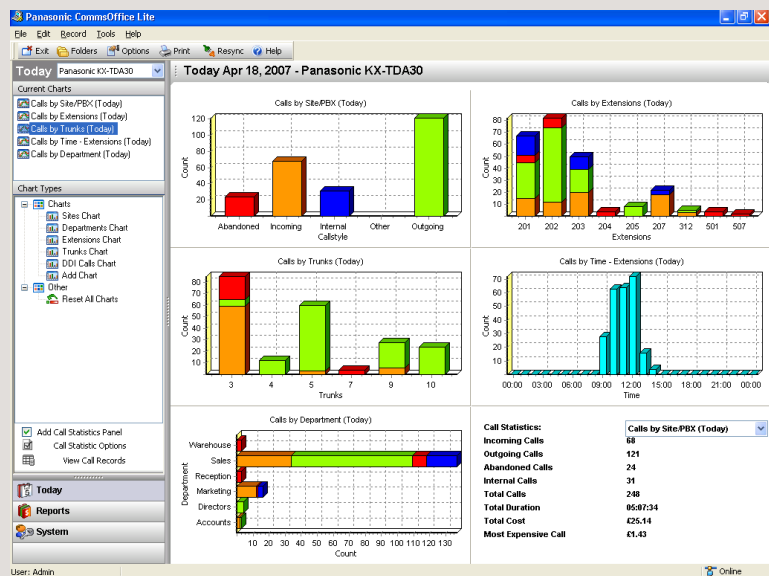 Panasonic CommsOffice Lite
File Edit Record Tools Help
Exit Folders Options Print Resync Help
Today Panasonic KX-TDA30
Today Apr 18, 2007 - Panasonic KX-TDA30
Current Charts
Calls by Site/PBX (Today)
Calls by Extensions (Today)
Calls by Trunks (Today)
Calls by Time - Extensions (Today)
Calls by Department (Today)
Chart Types
Charts
Sites Chart
Departments Chart
Extensions Chart
Trunks Chart
DDI Calls Chart
Add Chart
Other
Reset All Charts
Add Call Statistics Panel
Call Statistic Options
View Call Records
Today
Reports
System
User: Admin
Calls by Site/PBX (Today)
120
100
80
60
40
20
Count
Abandoned Incoming Internal Other Outgoing
Callstyle
Calls by Extensions (Today)
80
70
60
50
40
30
20
10
Count
201 202 203 204 205 207 312 501 507
Extensions
Calls by Trunks (Today)
80
70
60
50
40
30
20
10
Count
3 4 5 7 9 10
Trunks
Calls by Time - Extensions (Today)
70
60
50
40
30
20
10
Count
00:00 03:00 06:00 09:00 12:00 15:00 18:00 21:00 00:00
Time
Calls by Department (Today)
Department
Warehouse
Sales
Reception
Marketing
Directors
Accounts
10 20 30 40 50 60 70 80 90 100 110 120 130
Count
Call Statistics: Calls by Site/PBX (Today)
Incoming Calls 68
Outgoing Calls 121
Abandoned Calls 24
Internal Calls 31
Total Calls 248
Total Duration 05:07:34
Total Cost £25.14
Most Expensive Call £1.43
Online